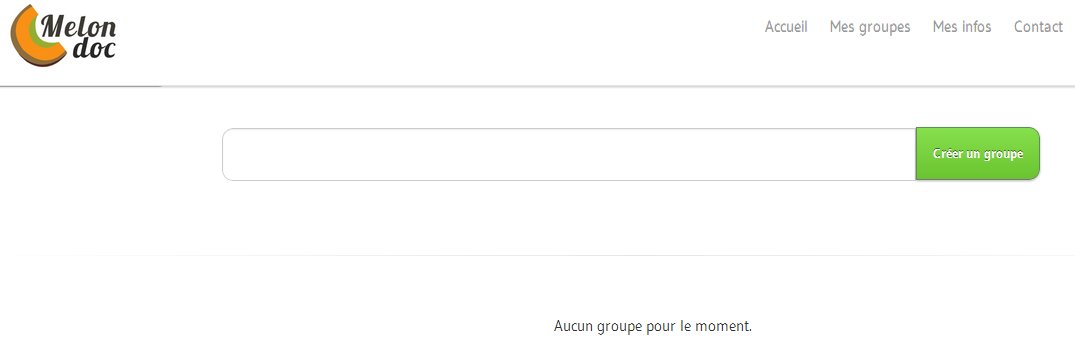 Melon
doc
Accueil Mes groupes Mes infos Contact
Créer un groupe
Aucun groupe pour le moment.